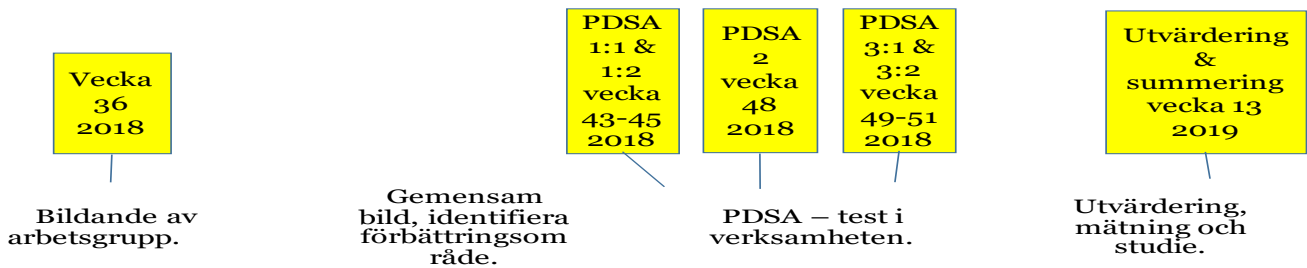 Vecka
36
2018
PDSA
1:1 &
1:2
vecka
43-45
2018
PDSA
2
vecka
48
2018
PDSA
3:1 &
3:2
vecka
49-51
2018
Utvärdering
&
summering
vecka 13
2019
Bildande av
arbetsgrupp.
Gemensam
bild, identifiera
förbättringsom
råde.
PDSA – test i
verksamheten.
Utvärdering,
mätning och
studie.